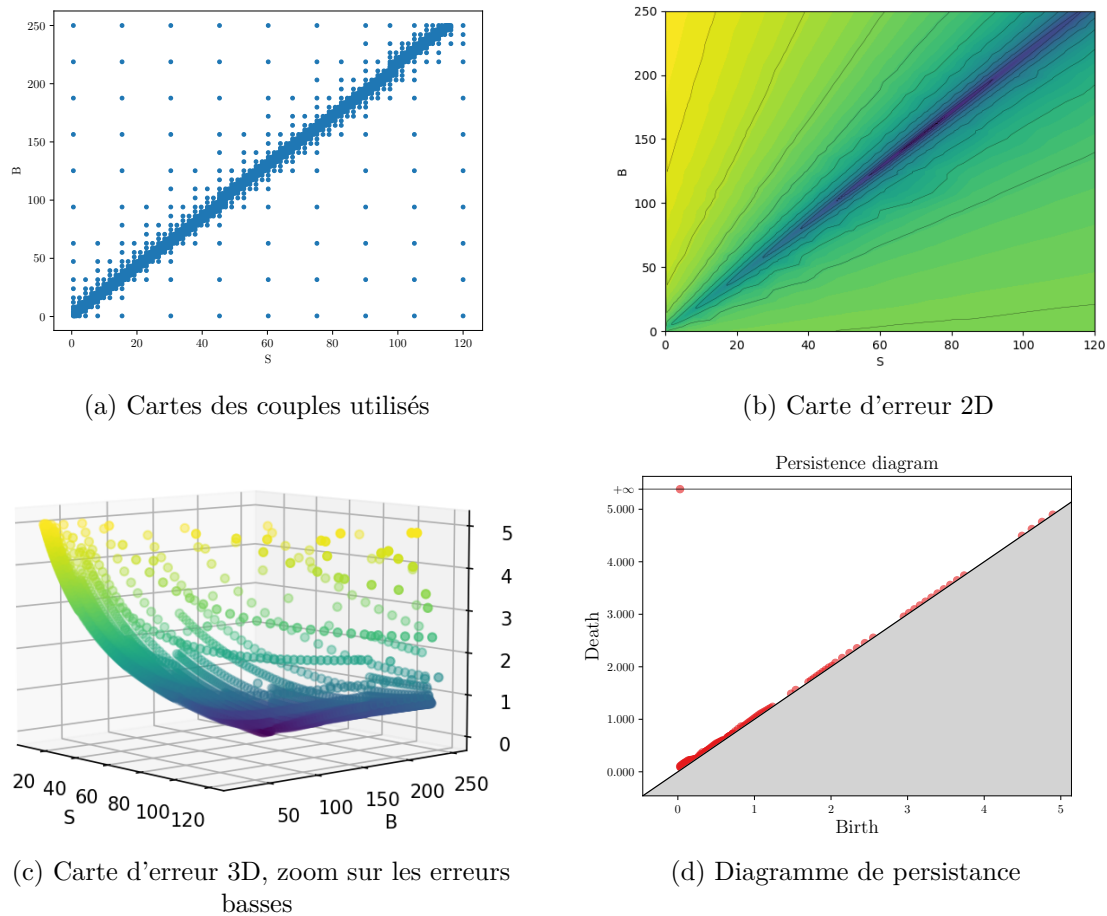 250
200
150
100
50
0
B
0 20 40 60 80 100 120
S
(a) Cartes des couples utilisés
250
200
150
100
50
0
B
0 20 40 60 80 100 120
S
(b) Carte d'erreur 2D
5
4
3
2
1
0
20 40 60 80 100 120
S
50 100 150 200 250
B
(c) Carte d'erreur 3D, zoom sur les erreurs
basses
Persistence diagram
+∞
5.000
4.000
3.000
2.000
1.000
0.000
Death
0 1 2 3 4 5
Birth
(d) Diagramme de persistance